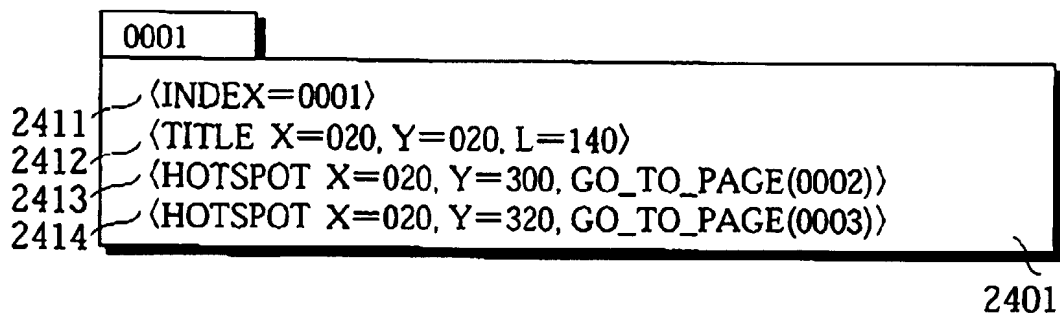 0001
2411 〈INDEX=0001〉
2412 〈TITLE X=020, Y=020, L=140〉
2413 〈HOTSPOT X=020, Y=300, GO_TO_PAGE(0002)〉
2414 〈HOTSPOT X=020, Y=320, GO_TO_PAGE(0003)〉
2401